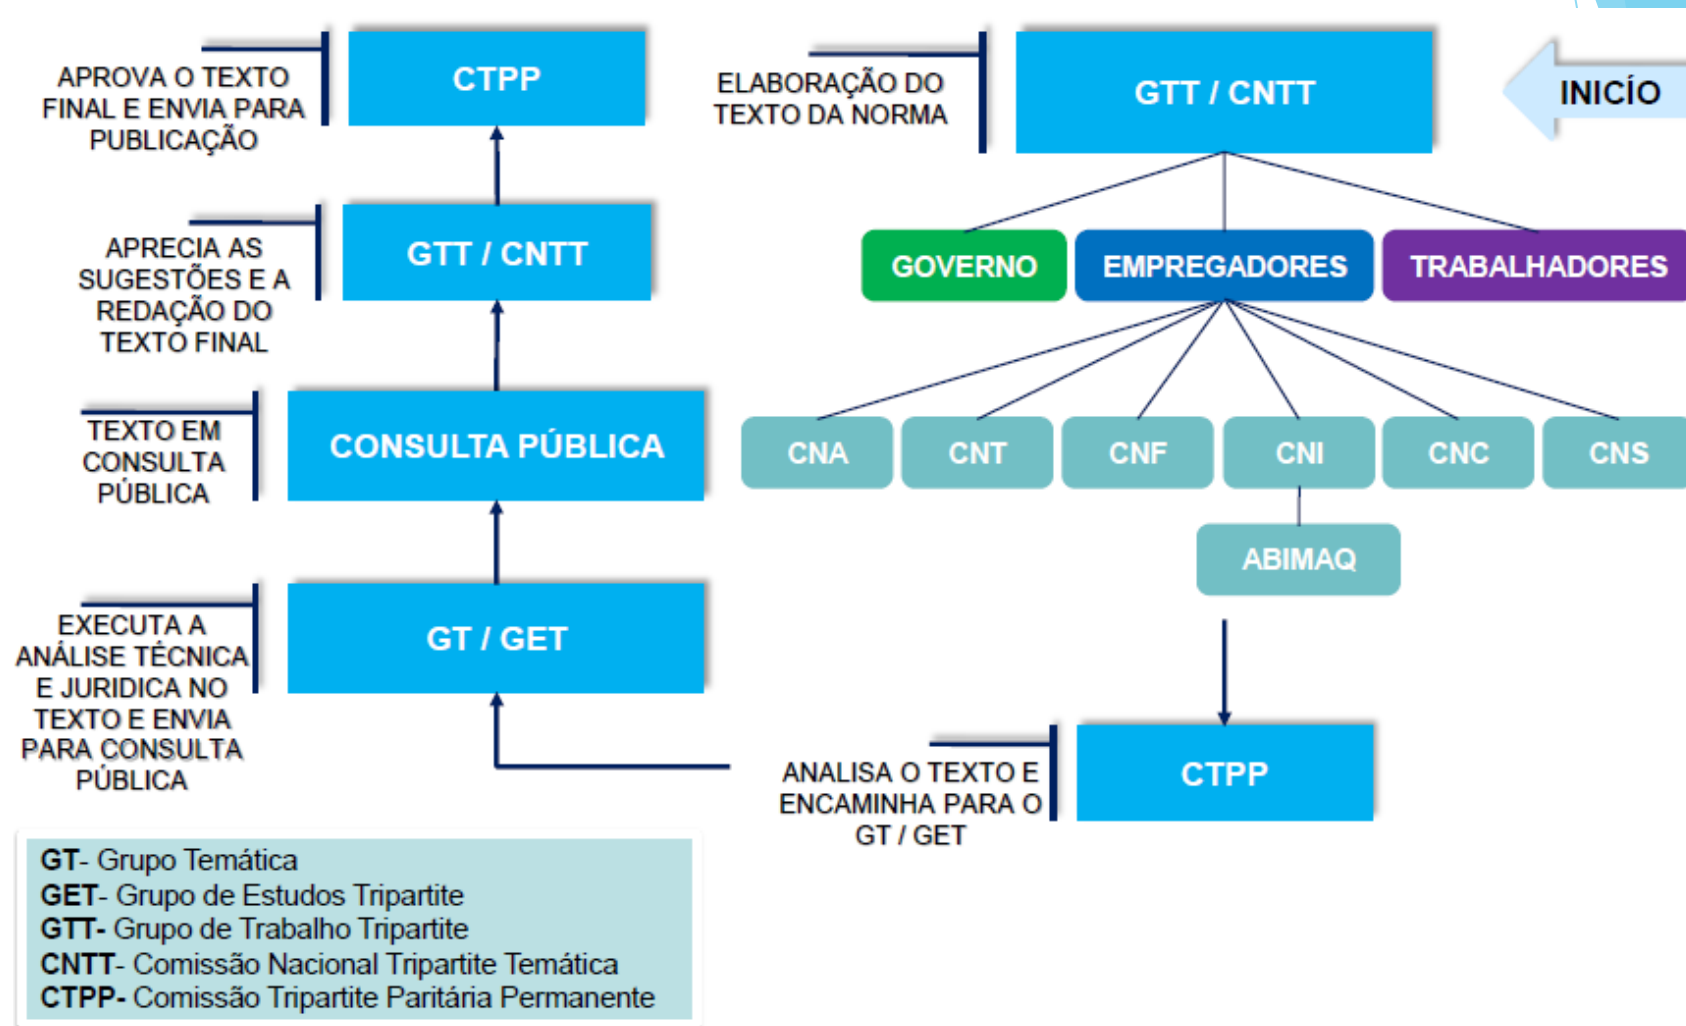 INICÍO
GTT / CNTT
ELABORAÇÃO DO
TEXTO DA NORMA
GOVERNO
EMPREGADORES
TRABALHADORES
CNA
CNT
CNF
CNI
CNC
CNS
ABIMAQ
CTPP
ANALISA O TEXTO E
ENCAMINHA PARA O
GT / GET
GT / GET
EXECUTA A
ANÁLISE TÉCNICA
E JURIDICA NO
TEXTO E ENVIA
PARA CONSULTA
PÚBLICA
CONSULTA PÚBLICA
TEXTO EM
CONSULTA
PÚBLICA
GTT / CNTT
APRECIA AS
SUGESTÕES E A
REDAÇÃO DO
TEXTO FINAL
CTPP
APROVA O TEXTO
FINAL E ENVIA PARA
PUBLICAÇÃO
GT- Grupo Temática
GET- Grupo de Estudos Tripartite
GTT- Grupo de Trabalho Tripartite
CNTT- Comissão Nacional Tripartite Temática
CTPP- Comissão Tripartite Paritária Permanente